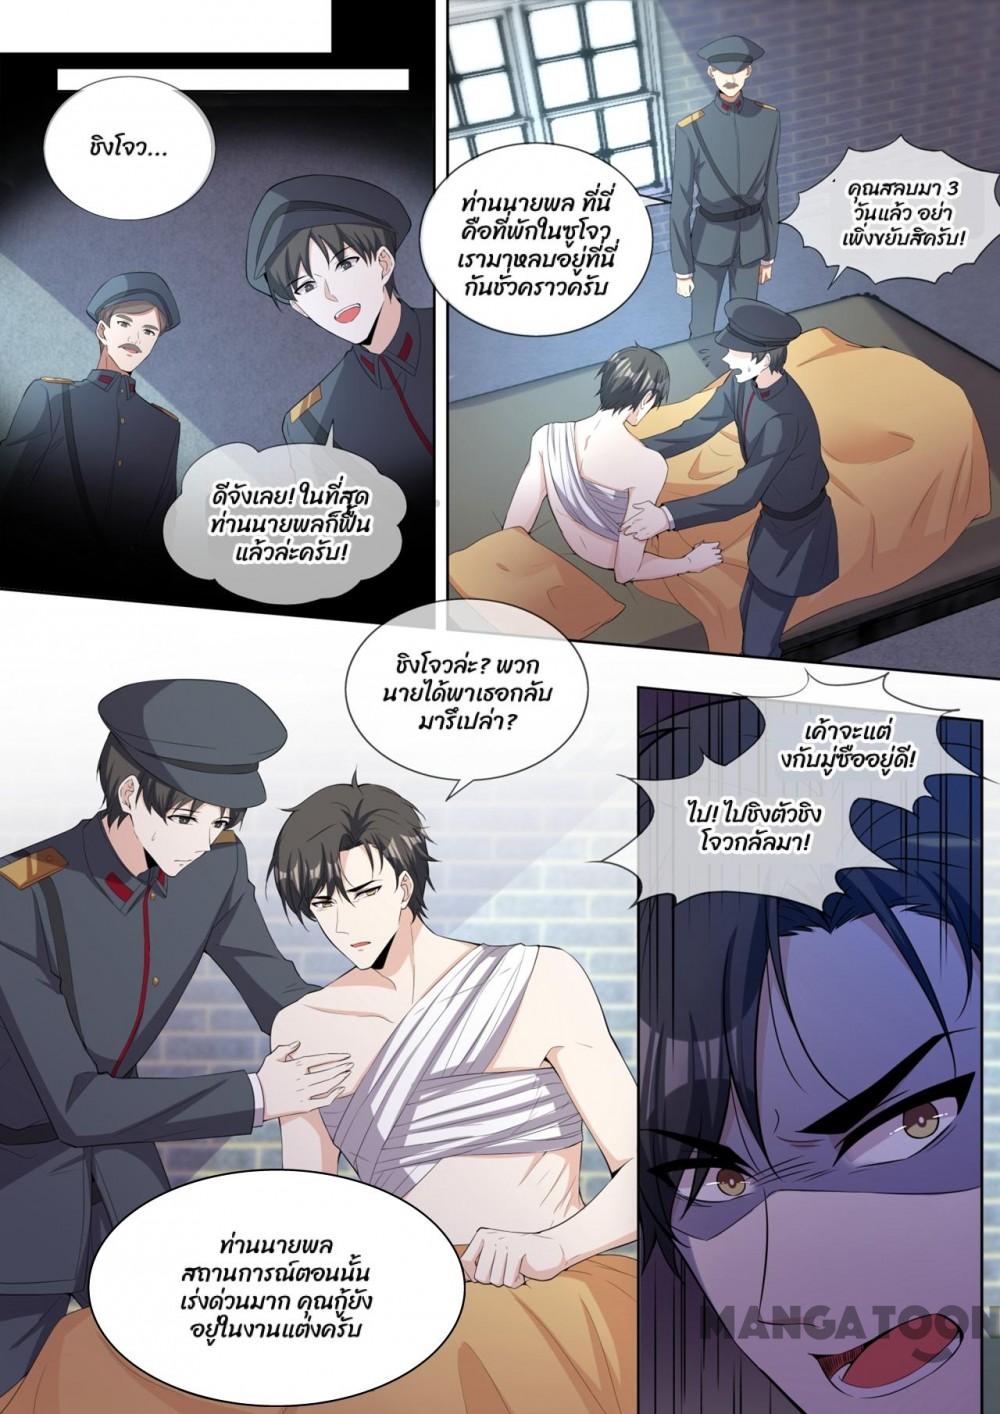 ชิงโจว...
ดีจังเลย! ในที่สุด
ท่านนายพลก็ฟื้น
แล้วล่ะครับ!
ท่านนายพล ที่นี่
คือที่พักในซูโจว
เรามาหลบอยู่ที่นี่
กันชั่วคราวครับ
คุณสลบมา 3
วันแล้ว อย่า
เพิ่งขยับสิครับ!
ชิงโจวล่ะ? พวก
นายได้พาเธอกลับ
มารึเปล่า?
ท่านนายพล
สถานการณ์ตอนนั้น
เร่งด่วนมาก คุณกู้ยัง
อยู่ในงานแต่งครับ
เค้าจะแต่
งกับมู่ซืออยู่ดี!
ไป! ไปชิงตัวชิง
โจวกลัลมา!
MANGATOON